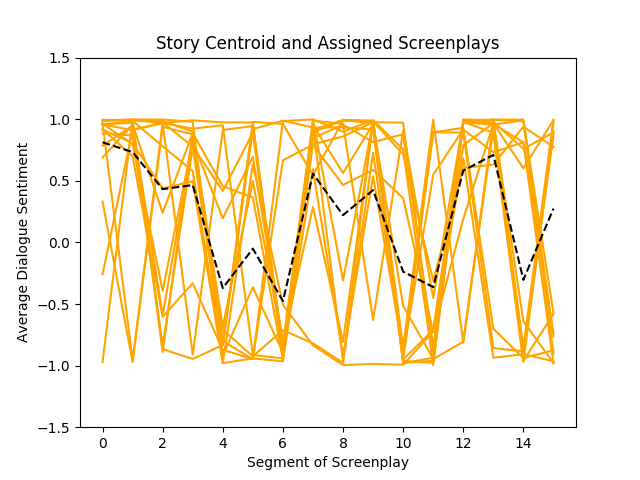 Story Centroid and Assigned Screenplays
1.5
1.0
0.5
0.0
−0.5
−1.0
−1.5
Average Dialogue Sentiment
0 2 4 6 8 10 12 14
Segment of Screenplay